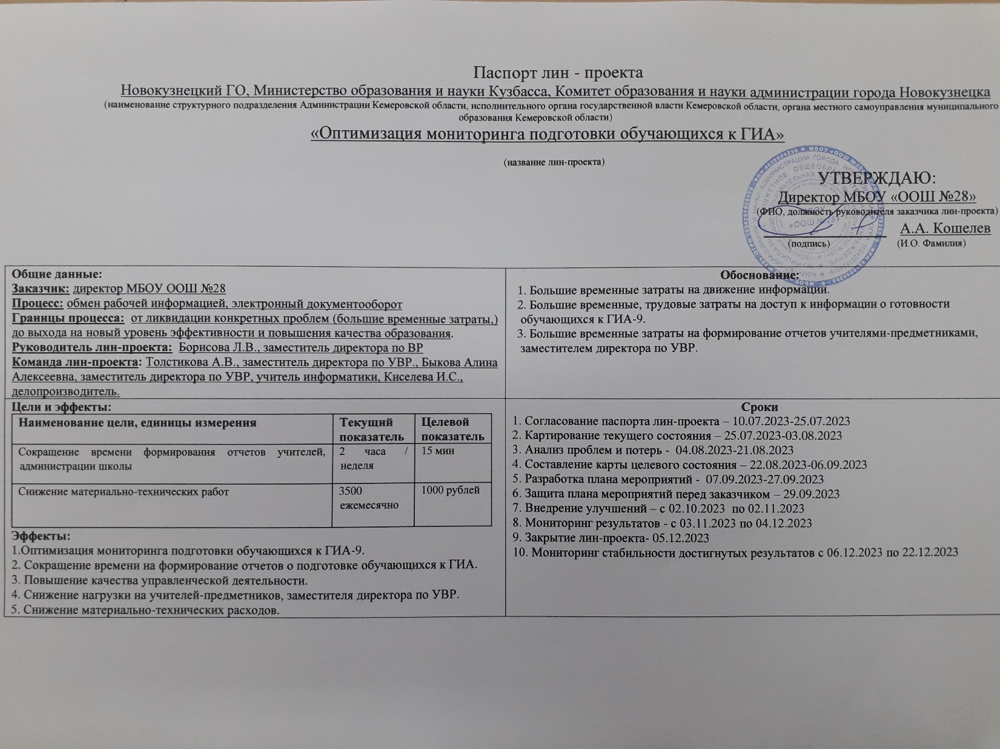 Паспорт лин - проекта
Новокузнецкий ГО, Министерство образования и науки Кузбасса, Комитет образования и науки администрации города Новокузнецка
(наименование структурного подразделения Администрации Кемеровской области, исполнительного органа государственной власти Кемеровской области, органа местного самоуправления муниципального
образования Кемеровской области)
«Оптимизация мониторинга подготовки обучающихся к ГИА»
(название лин-проекта)
УТВЕРЖДАЮ:
Директор МБОУ «ООШ №28»
(ФИО, должность руководителя заказчика лин-проекта)
А.А. Кошелев
(подпись) (И.О. Фамилия)
МБОУ
«ООШ №28»
Общие данные:
Заказчик: директор МБОУ ООШ №28
Процесс: обмен рабочей информацией, электронный документооборот
Границы процесса: от ликвидации конкретных проблем (большие временные затраты,)
до выхода на новый уровень эффективности и повышения качества образования.
Руководитель лин-проекта: Борисова Л.В., заместитель директора по ВР
Команда лин-проекта: Толстикова А.В., заместитель директора по УВР., Быкова Алина
Алексеевна, заместитель директора по УВР, учитель информатики, Киселева И.С.,
делопроизводитель.
Обоснование:
1. Большие временные затраты на движение информации.
2. Большие временные, трудовые затраты на доступ к информации о готовности
обучающихся к ГИА-9.
3. Большие временные затраты на формирование отчетов учителями-предметниками,
заместителем директора по УВР.
Цели и эффекты:
Наименование цели, единицы измерения Текущий показатель Целевой показатель
Сокращение времени формирования отчетов учителей, 2 часа / 15 мин
администрации школы неделя
Снижение материально-технических работ 3500 1000 рублей
ежемесячно
Эффекты:
1.Оптимизация мониторинга подготовки обучающихся к ГИА-9.
2. Сокращение времени на формирование отчетов о подготовке обучающихся к ГИА.
3. Повышение качества управленческой деятельности.
4. Снижение нагрузки на учителей-предметников, заместителя директора по УВР.
5. Снижение материально-технических расходов.
Сроки
1. Согласование паспорта лин-проекта – 10.07.2023-25.07.2023
2. Картирование текущего состояния – 25.07.2023-03.08.2023
3. Анализ проблем и потерь - 04.08.2023-21.08.2023
4. Составление карты целевого состояния – 22.08.2023-06.09.2023
5. Разработка плана мероприятий - 07.09.2023-27.09.2023
6. Защита плана мероприятий перед заказчиком – 29.09.2023
7. Внедрение улучшений – с 02.10.2023 по 02.11.2023
8. Мониторинг результатов - с 03.11.2023 по 04.12.2023
9. Закрытие лин-проекта- 05.12.2023
10. Мониторинг стабильности достигнутых результатов с 06.12.2023 по 22.12.2023